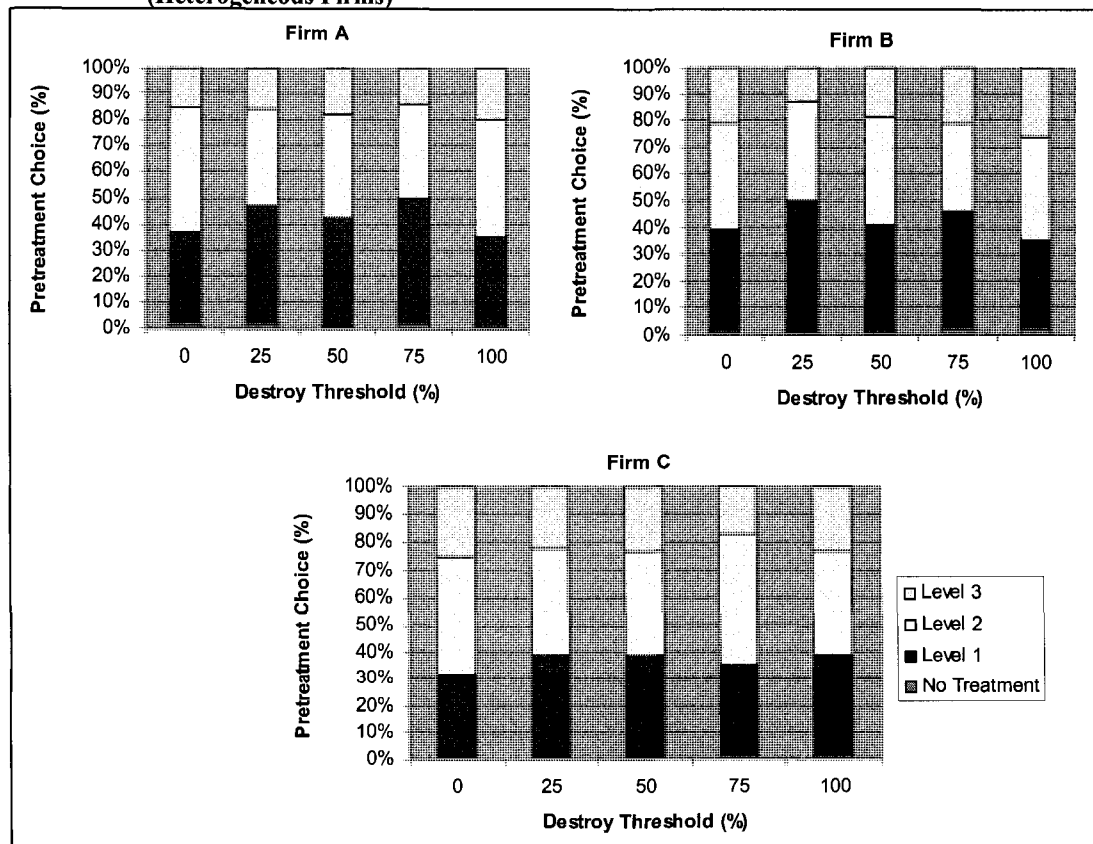 (Heterogeneous Firms)
Firm A
Pretreatment Choice (%)
100%
90%
80%
70%
60%
50%
40%
30%
20%
10%
0%
0 25 50 75 100
Destroy Threshold (%)
Firm B
Pretreatment Choice (%)
100%
90%
80%
70%
60%
50%
40%
30%
20%
10%
0%
0 25 50 75 100
Destroy Threshold (%)
Firm C
Pretreatment Choice (%)
100%
90%
80%
70%
60%
50%
40%
30%
20%
10%
0%
0 25 50 75 100
Destroy Threshold (%)
Level 3
Level 2
Level 1
No Treatment